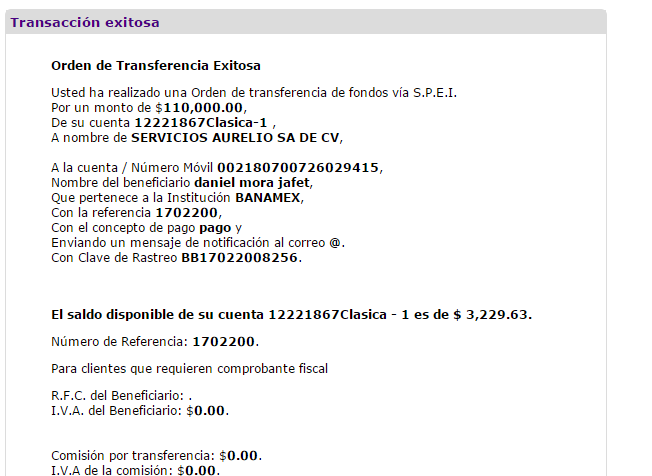 Transacción exitosa
Orden de Transferencia Exitosa
Usted ha realizado una Orden de transferencia de fondos vía S.P.E.I.
Por un monto de $110,000.00,
De su cuenta 12221867Clasica-1 ,
A nombre de SERVICIOS AURELIO SA DE CV,
A la cuenta / Número Móvil 002180700726029415,
Nombre del beneficiario daniel mora jafet,
Que pertenece a la Institución BANAMEX,
Con la referencia 1702200,
Con el concepto de pago pago y
Enviando un mensaje de notificación al correo @.
Con Clave de Rastreo BB17022008256.
El saldo disponible de su cuenta 12221867Clasica - 1 es de $ 3,229.63.
Número de Referencia: 1702200.
Para clientes que requieren comprobante fiscal
R.F.C. del Beneficiario: .
I.V.A. del Beneficiario: $0.00.
Comisión por transferencia: $0.00.
I.V.A de la comisión: $0.00.